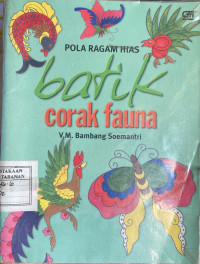 POLA RAGAM HIAS
batik
corak fauna
V.M. Bambang Soemantri